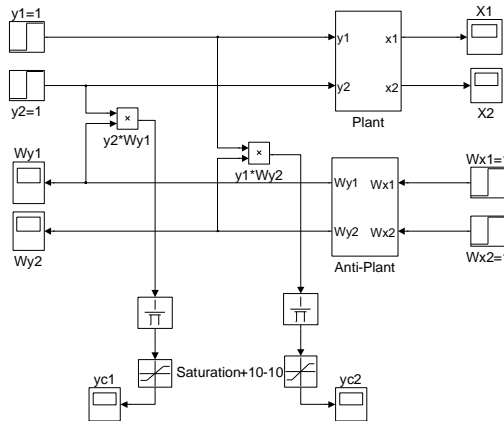 y1=1
X1
y1
x1
y2
x2
y2=1
X2
Plant
×
y2*Wy1
×
y1*Wy2
Wy1
Wx1=
Wy1
Wx1
Wy2
Wy2
Wx2
Wx2=
Anti-Plant
Saturation+10-10
yc1
yc2